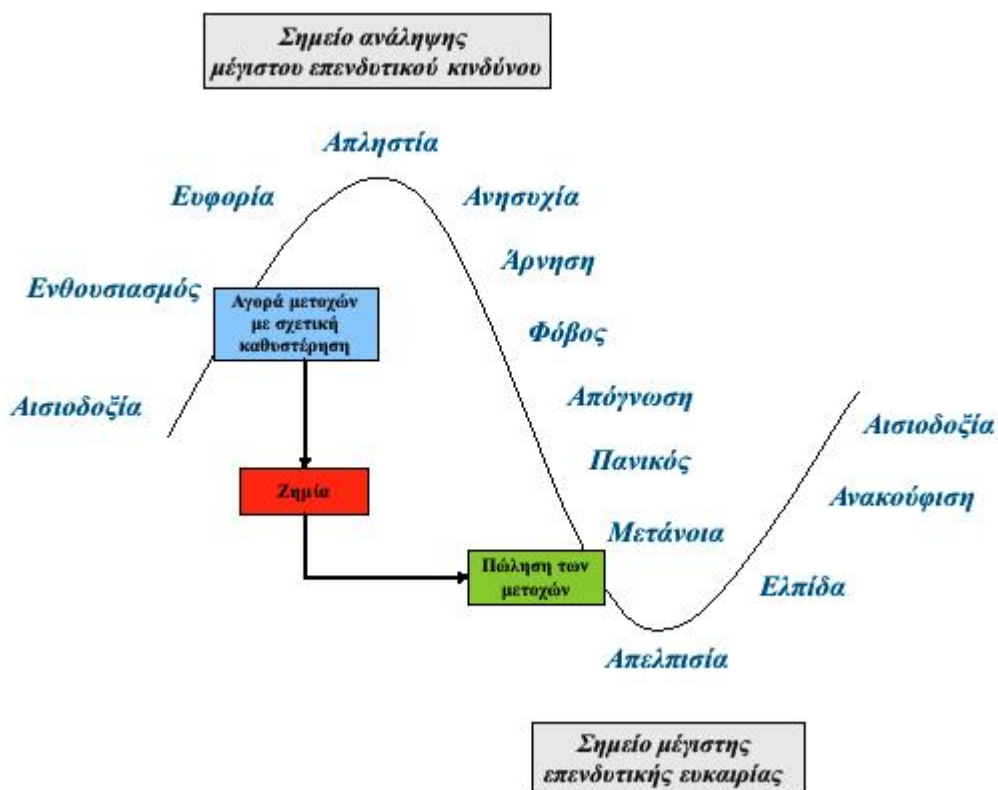 Σημείο ανάληψης
μέγιστου επενδυτικού κινδύνου
Απληστία
Ευφορία
Ανησυχία
Άρνηση
Ενθουσιασμός
Αγορά μετοχών
με σχετική
καθυστέρηση
Φόβος
Αισιοδοξία
Απόγνωση
Αισιοδοξία
Πανικός
Ζημία
Ανακούφιση
Μετάνοια
Πώληση των
μετοχών
Ελπίδα
Απελπισία
Σημείο μέγιστης
επενδυτικής ευκαιρίας